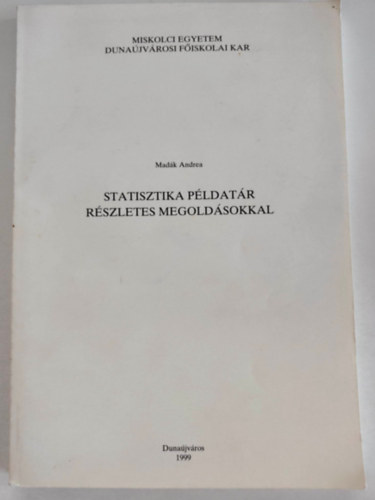 MISKOLCI EGYETEM
DUNAÚJVÁROSI FŐISKOLAI KAR
Madák Andrea
STATISZTIKA PÉLDATÁR
RÉSZLETES MEGOLDÁSOKKAL
Dunaújváros
1999